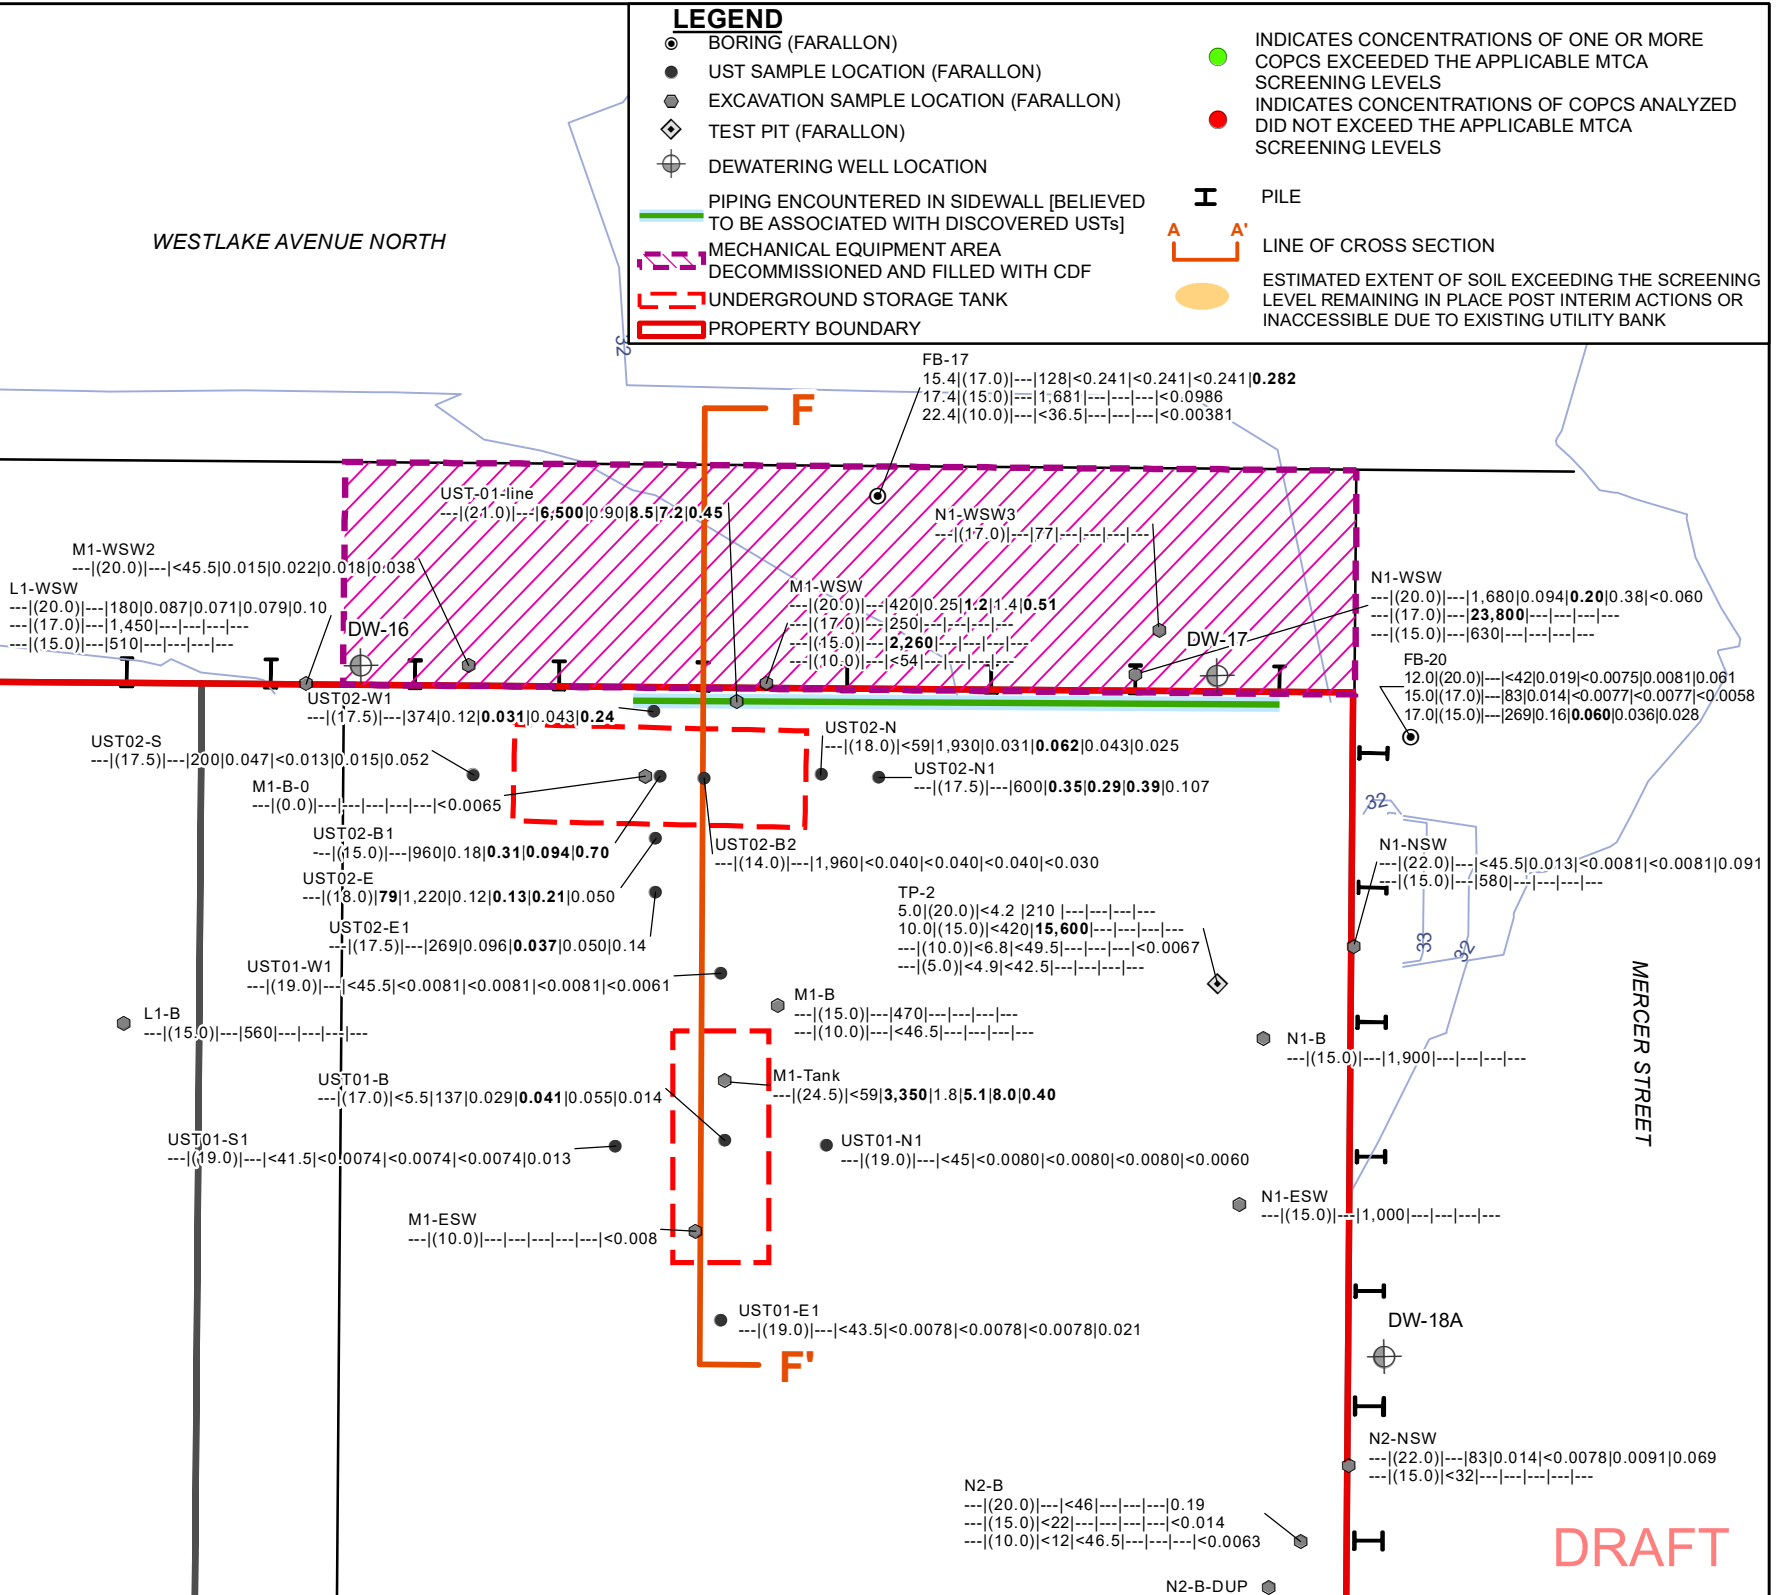 LEGEND
BORING (FARALLON)
UST SAMPLE LOCATION (FARALLON)
EXCAVATION SAMPLE LOCATION (FARALLON)
TEST PIT (FARALLON)
DEWATERING WELL LOCATION
PIPING ENCOUNTERED IN SIDEWALL [BELIEVED
TO BE ASSOCIATED WITH DISCOVERED USTs]
MECHANICAL EQUIPMENT AREA
DECOMMISSIONED AND FILLED WITH CDF
UNDERGROUND STORAGE TANK
PROPERTY BOUNDARY
INDICATES CONCENTRATIONS OF ONE OR MORE
COPCS EXCEEDED THE APPLICABLE MTCA
SCREENING LEVELS
INDICATES CONCENTRATIONS OF COPCS ANALYZED
DID NOT EXCEED THE APPLICABLE MTCA
SCREENING LEVELS
PILE
A A'
LINE OF CROSS SECTION
ESTIMATED EXTENT OF SOIL EXCEEDING THE SCREENING
LEVEL REMAINING IN PLACE POST INTERIM ACTIONS OR
INACCESSIBLE DUE TO EXISTING UTILITY BANK
WESTLAKE AVENUE NORTH
32
FB-17
15.4|(17.0)|---|128|<0.241|<0.241|<0.241|0.282
17.4|(15.0)|---|1,681|---|---|---|<0.0986
22.4|(10.0)|---|<36.5|---|---|---|<0.00381
F
UST-01-line
---|(21.0)|---|6,500|0.90|8.5|7.2|0.45
N1-WSW3
---|(17.0)|---|77|---|---|---|---
M1-WSW2
---|(20.0)|---|<45.5|0.015|0.022|0.018|0.038
L1-WSW
---|(20.0)|---|180|0.087|0.071|0.079|0.10
---|(17.0)|---|1,450|---|---|---|---
---|(15.0)|---|510|---|---|---|---
DW-16
M1-WSW
---|(20.0)|---|420|0.25|1.2|1.4|0.51
---|(17.0)|---|250|---|---|---|---
---|(15.0)|---|2,260|---|---|---|---
---|(10.0)|---|<54|---|---|---|---
DW-17
N1-WSW
---|(20.0)|---|1,680|0.094|0.20|0.38|<0.060
---|(17.0)|---|23,800|---|---|---|---
---|(15.0)|---|630|---|---|---|---
FB-20
12.0|(20.0)|---|<42|0.019|<0.0075|0.0081|0.061
15.0|(17.0)|---|83|0.014|<0.0077|<0.0077|<0.0058
17.0|(15.0)|---|269|0.16|0.060|0.036|0.028
UST02-W1
---|(17.5)|---|374|0.12|0.031|0.043|0.24
UST02-S
---|(17.5)|---|200|0.047|<0.013|0.015|0.052
UST02-N
---|(18.0)|<59|1,930|0.031|0.062|0.043|0.025
UST02-N1
---|(17.5)|---|600|0.35|0.29|0.39|0.107
M1-B-0
---|(0.0)|---|---|---|---|---|<0.0065
UST02-B1
---|(15.0)|---|960|0.18|0.31|0.094|0.70
UST02-B2
---|(14.0)|---|1,960|<0.040|<0.040|<0.040|<0.030
UST02-E
---|(18.0)|79|1,220|0.12|0.13|0.21|0.050
32
N1-NSW
---|(22.0)|---|<45.5|0.013|<0.0081|<0.0081|0.091
---|(15.0)|---|580|---|---|---|---
UST02-E1
---|(17.5)|---|269|0.096|0.037|0.050|0.14
TP-2
5.0|(20.0)|<4.2 |210 |---|---|---|---
10.0|(15.0)|<420|15,600|---|---|---|---
---|(10.0)|<6.8|<49.5|---|---|---|<0.0067
---|(5.0)|<4.9|<42.5|---|---|---|---
33
32
UST01-W1
---|(19.0)|---|<45.5|<0.0081|<0.0081|<0.0081|<0.0061
M1-B
---|(15.0)|---|470|---|---|---|---
---|(10.0)|---|<46.5|---|---|---|---
L1-B
---|(15.0)|---|560|---|---|---|---
N1-B
---|(15.0)|---|1,900|---|---|---|---
MERCER STREET
UST01-B
---|(17.0)|<5.5|137|0.029|0.041|0.055|0.014
M1-Tank
---|(24.5)|<59|3,350|1.8|5.1|8.0|0.40
UST01-S1
---|(19.0)|---|<41.5|<0.0074|<0.0074|<0.0074|0.013
UST01-N1
---|(19.0)|---|<45|<0.0080|<0.0080|<0.0080|<0.0060
N1-ESW
---|(15.0)|---|1,000|---|---|---|---
M1-ESW
---|(10.0)|---|---|---|---|---|<0.008
UST01-E1
---|(19.0)|---|<43.5|<0.0078|<0.0078|<0.0078|0.021
F'
DW-18A
N2-NSW
---|(22.0)|---|83|0.014|<0.0078|0.0091|0.069
---|(15.0)|<32|---|---|---|---|---
N2-B
---|(20.0)|---|<46|---|---|---|0.19
---|(15.0)|<22|---|---|---|---|<0.014
---|(10.0)|<12|<46.5|---|---|---|<0.0063
N2-B-DUP
DRAFT